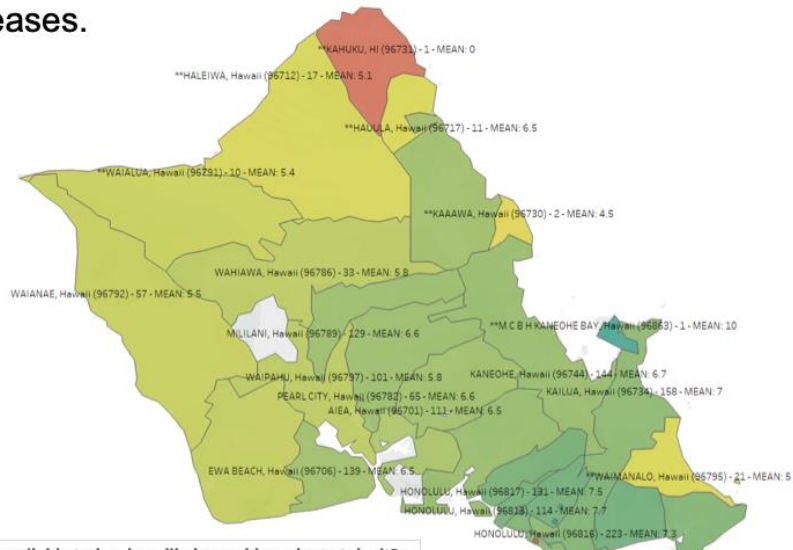 eases.
**KAHUKU, HI (96731) - 1 - MEAN: 0
**HALEIWA, Hawaii (96712) - 17 - MEAN: 5.1
**HAUULA, Hawaii (96717) - 11 - MEAN: 6.5
**WAIALUA, Hawaii (96791) - 10 - MEAN: 5.4
**KAAAWA, Hawaii (96730) - 2 - MEAN: 4.5
WAHIAWA, Hawaii (96786) - 33 - MEAN: 5.8
WAIANAE, Hawaii (96792) - 57 - MEAN: 5.5
**M C B H KANEOHE BAY, Hawaii (96863) - 1 - MEAN: 10
MILILANI, Hawaii (96789) - 129 - MEAN: 6.6
WAIPAHU, Hawaii (96797) - 101 - MEAN: 5.8
KANEOHE, Hawaii (96744) - 144 - MEAN: 6.7
KAILUA, Hawaii (96734) - 158 - MEAN: 7
PEARL CITY, Hawaii (96782) - 65 - MEAN: 6.6
AIEA, Hawaii (96701) - 111 - MEAN: 6.5
EWA BEACH, Hawaii (96706) - 139 - MEAN: 6.5
**WAIMANALO, Hawaii (96795) - 21 - MEAN: 5
HONOLULU, Hawaii (96817) - 131 - MEAN: 7.5
HONOLULU, Hawaii (96813) - 114 - MEAN: 7.7
HONOLULU, Hawaii (96816) - 223 - MEAN: 7.3